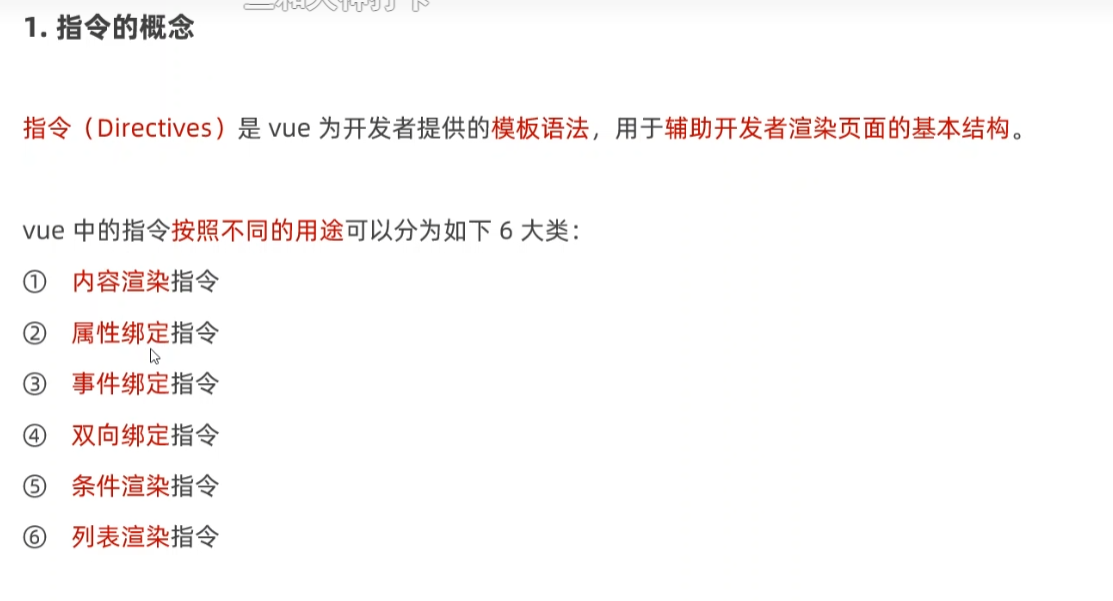 1. 指令的概念
指令（Directives）是 vue 为开发者提供的模板语法，用于辅助开发者渲染页面的基本结构。
vue 中的指令按照不同的用途可以分为如下 6 大类：
① 内容渲染指令
② 属性绑定指令
③ 事件绑定指令
④ 双向绑定指令
⑤ 条件渲染指令
⑥ 列表渲染指令